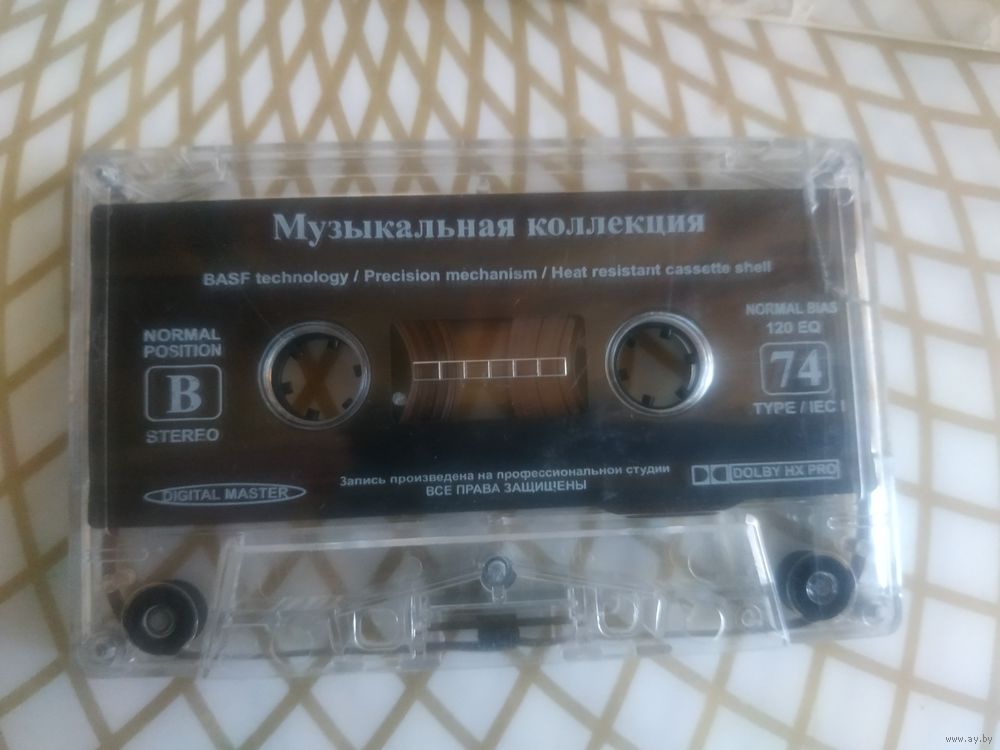 Музыкальная коллекция
BASF technology / Precision mechanism / Heat resistant cassette shell
NORMAL
POSITION
B
STEREO
NORMAL BIAS
120 EQ
74
TYPE / IEC I
Запись произведена на профессиональной студии
ВСЕ ПРАВА ЗАЩИЩЕНЫ
DIGITAL MASTER
DOLBY HX PRO
www.ay.by